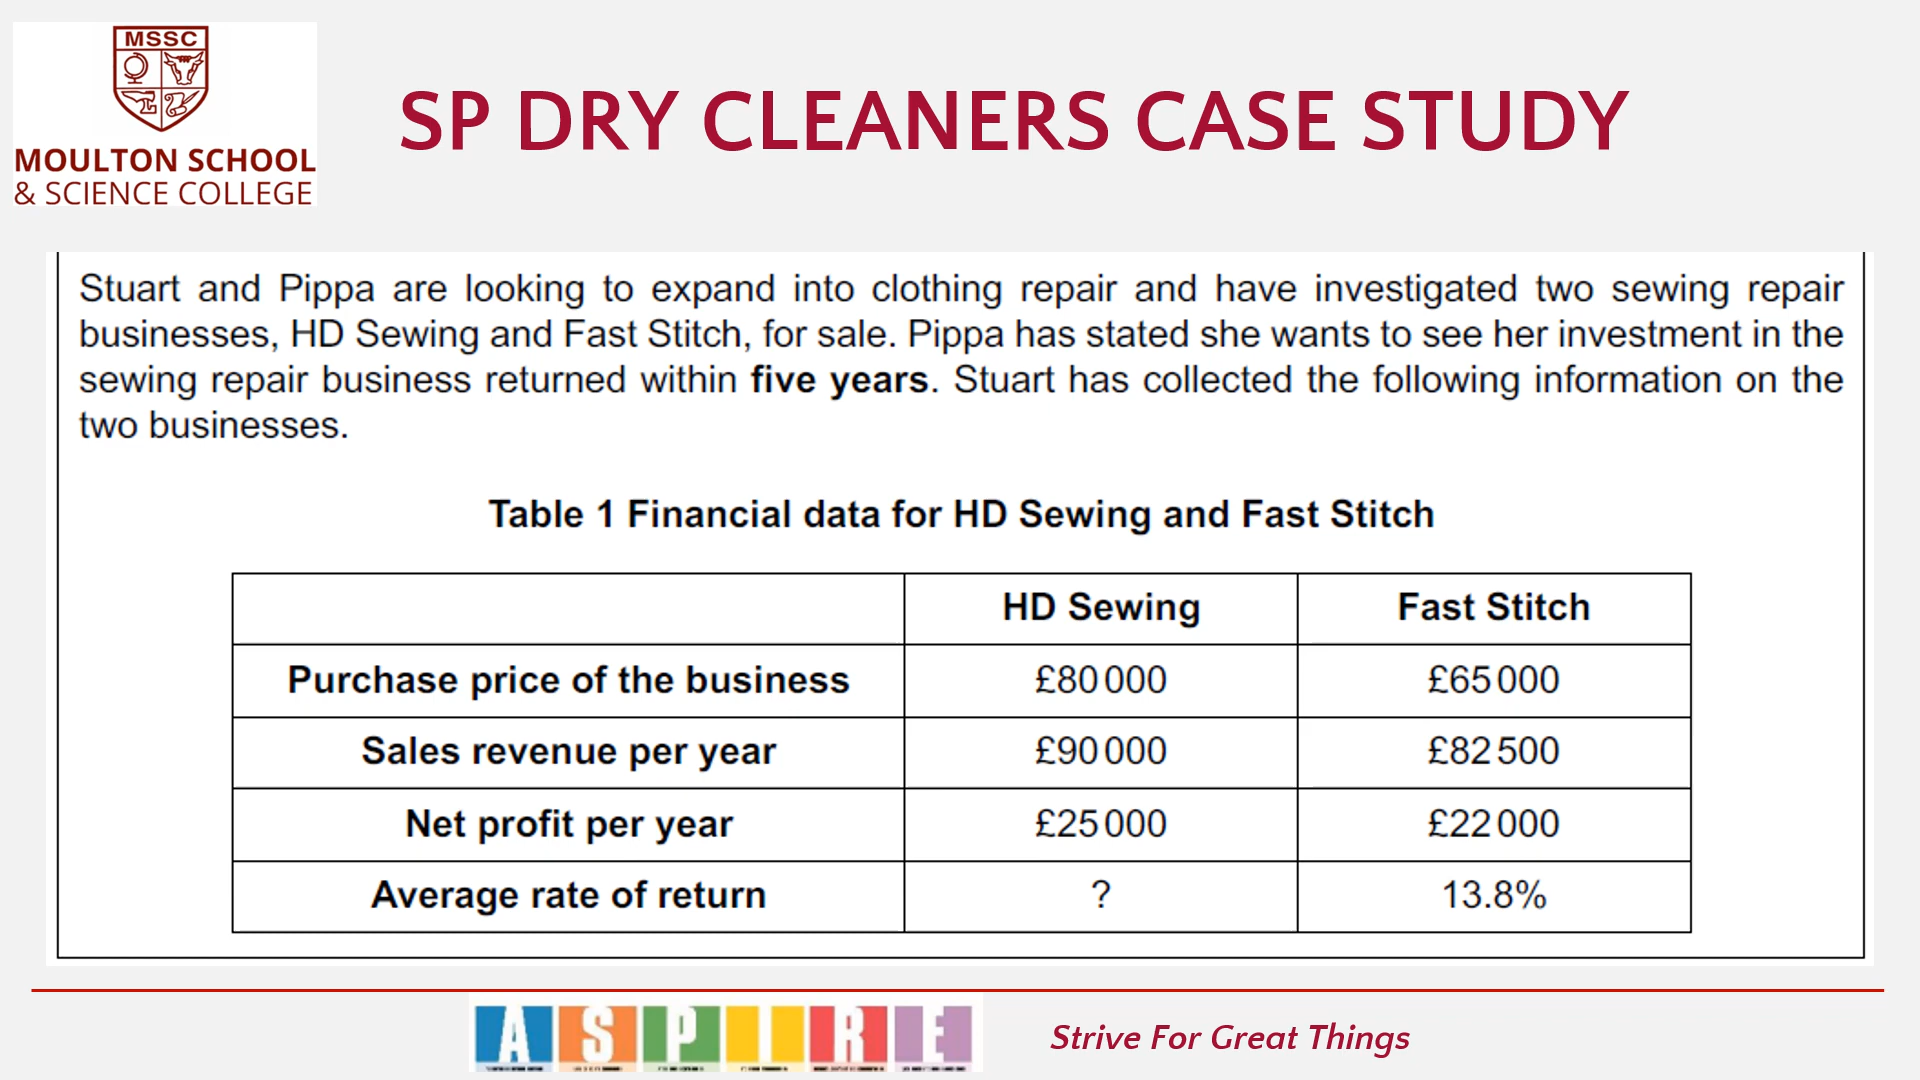 MSSC
MOULTON SCHOOL
& SCIENCE COLLEGE
SP DRY CLEANERS CASE STUDY
Stuart and Pippa are looking to expand into clothing repair and have investigated two sewing repair
businesses, HD Sewing and Fast Stitch, for sale. Pippa has stated she wants to see her investment in the
sewing repair business returned within five years. Stuart has collected the following information on the
two businesses.
Table 1 Financial data for HD Sewing and Fast Stitch
HD Sewing Fast Stitch
Purchase price of the business £80 000 £65 000
Sales revenue per year £90 000 £82 500
Net profit per year £25 000 £22 000
Average rate of return ? 13.8%
ASPIRE
Strive For Great Things